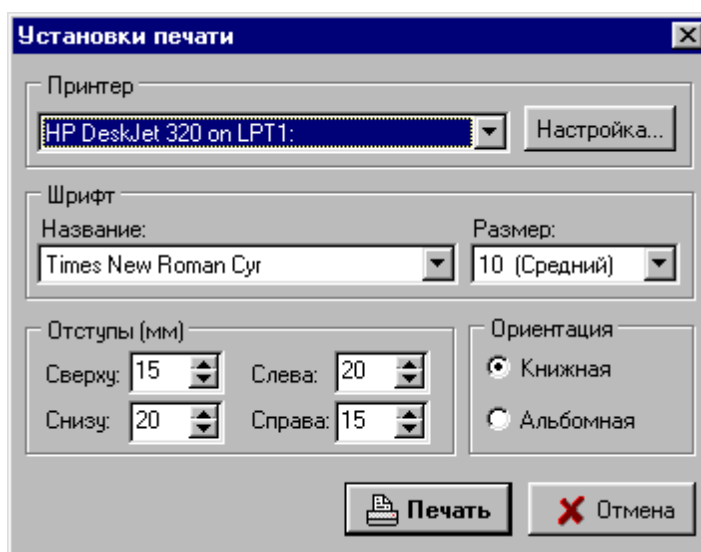 Установки печати
Принтер
HP DeskJet 320 on LPT1:
Настройка...
Шрифт
Название:
Размер:
Times New Roman Cyr
10 (Средний)
Отступы (мм)
Ориентация
Сверху: 15
Слева: 20
Книжная
Снизу: 20
Справа: 15
Альбомная
Печать
Отмена